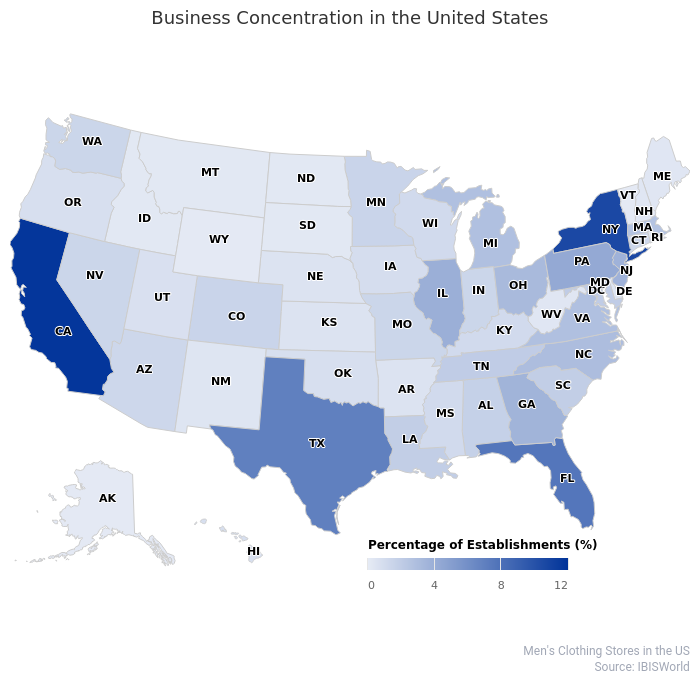 Business Concentration in the United States
WA
MT
ND
ME
OR
ID
SD
MN
WI
VT
NH
MA
RI
CT
NY
WY
MI
IA
NE
PA
NJ
NV
UT
CO
IL
IN
OH
MD
DC
DE
WV
VA
CA
KS
MO
KY
AZ
NM
OK
AR
TN
NC
SC
MS
AL
GA
TX
LA
FL
AK
HI
Percentage of Establishments (%)
0 4 8 12
Men's Clothing Stores in the US
Source: IBISWorld